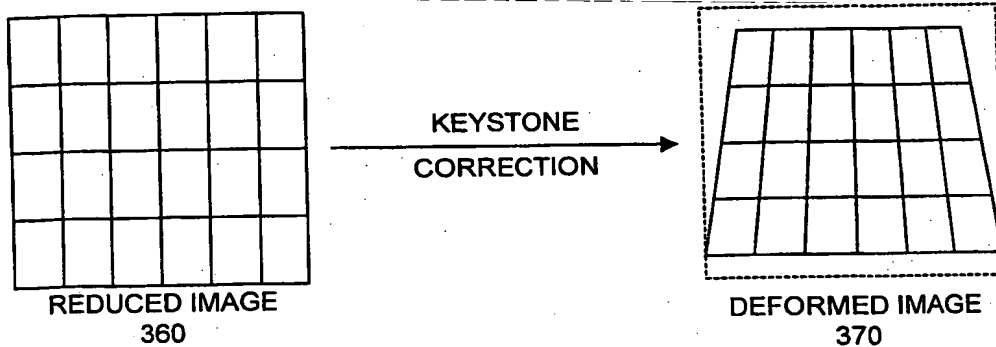 KEYSTONE
CORRECTION
REDUCED IMAGE
360
DEFORMED IMAGE
370